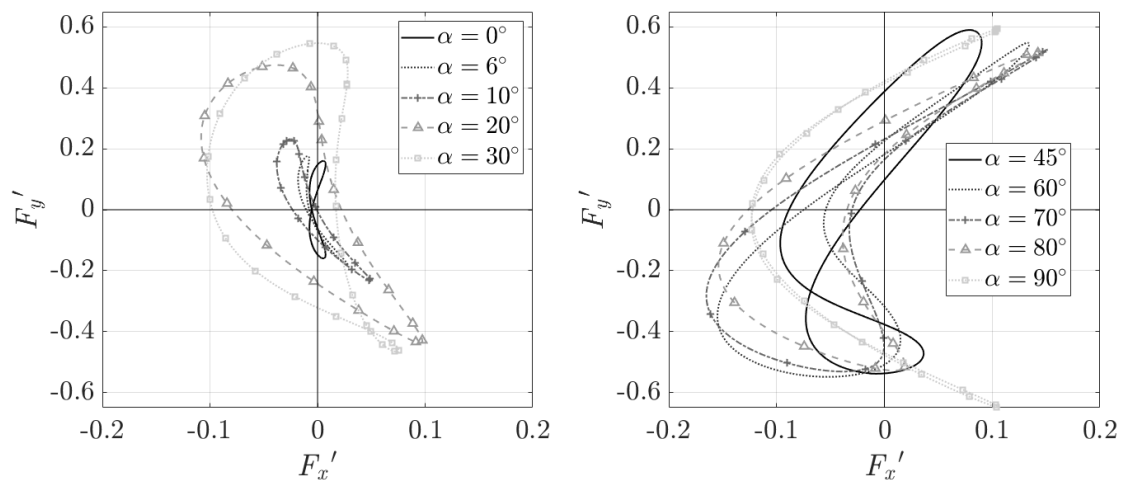 0.6
0.4
0.2
0
-0.2
-0.4
-0.6
F_y'
-0.2 -0.1 0 0.1 0.2
F_x'
α = 0°
α = 6°
α = 10°
α = 20°
α = 30°
0.6
0.4
0.2
0
-0.2
-0.4
-0.6
F_y'
-0.2 -0.1 0 0.1 0.2
F_x'
α = 45°
α = 60°
α = 70°
α = 80°
α = 90°